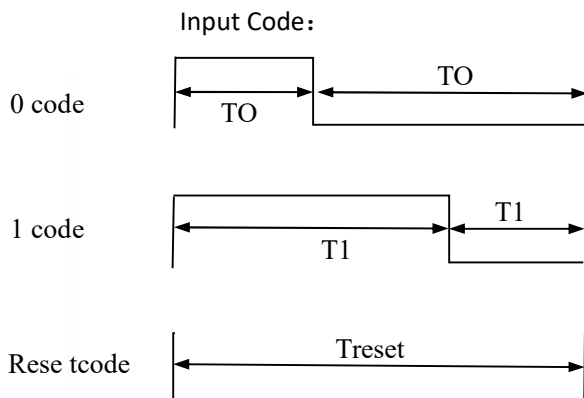 Input Code：
0 code
TO
TO
1 code
T1
T1
Rese tcode
Treset